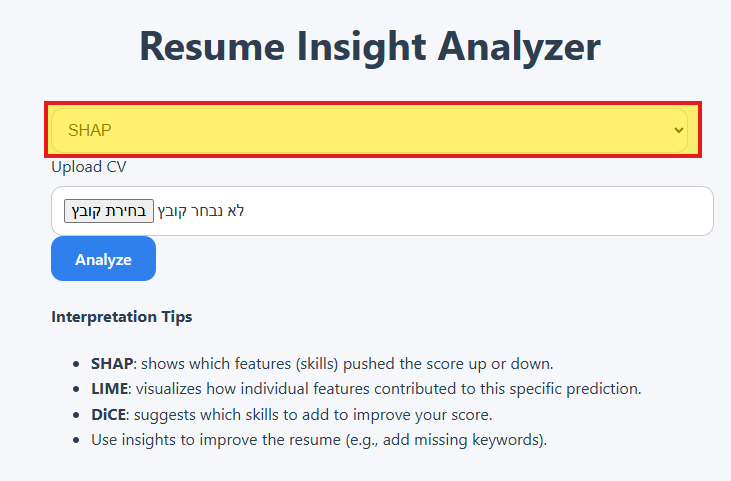 Resume Insight Analyzer
SHAP
Upload CV
בחירת קובץ לא נבחר קובץ
Analyze
Interpretation Tips
• SHAP: shows which features (skills) pushed the score up or down.
• LIME: visualizes how individual features contributed to this specific prediction.
• DiCE: suggests which skills to add to improve your score.
• Use insights to improve the resume (e.g., add missing keywords).